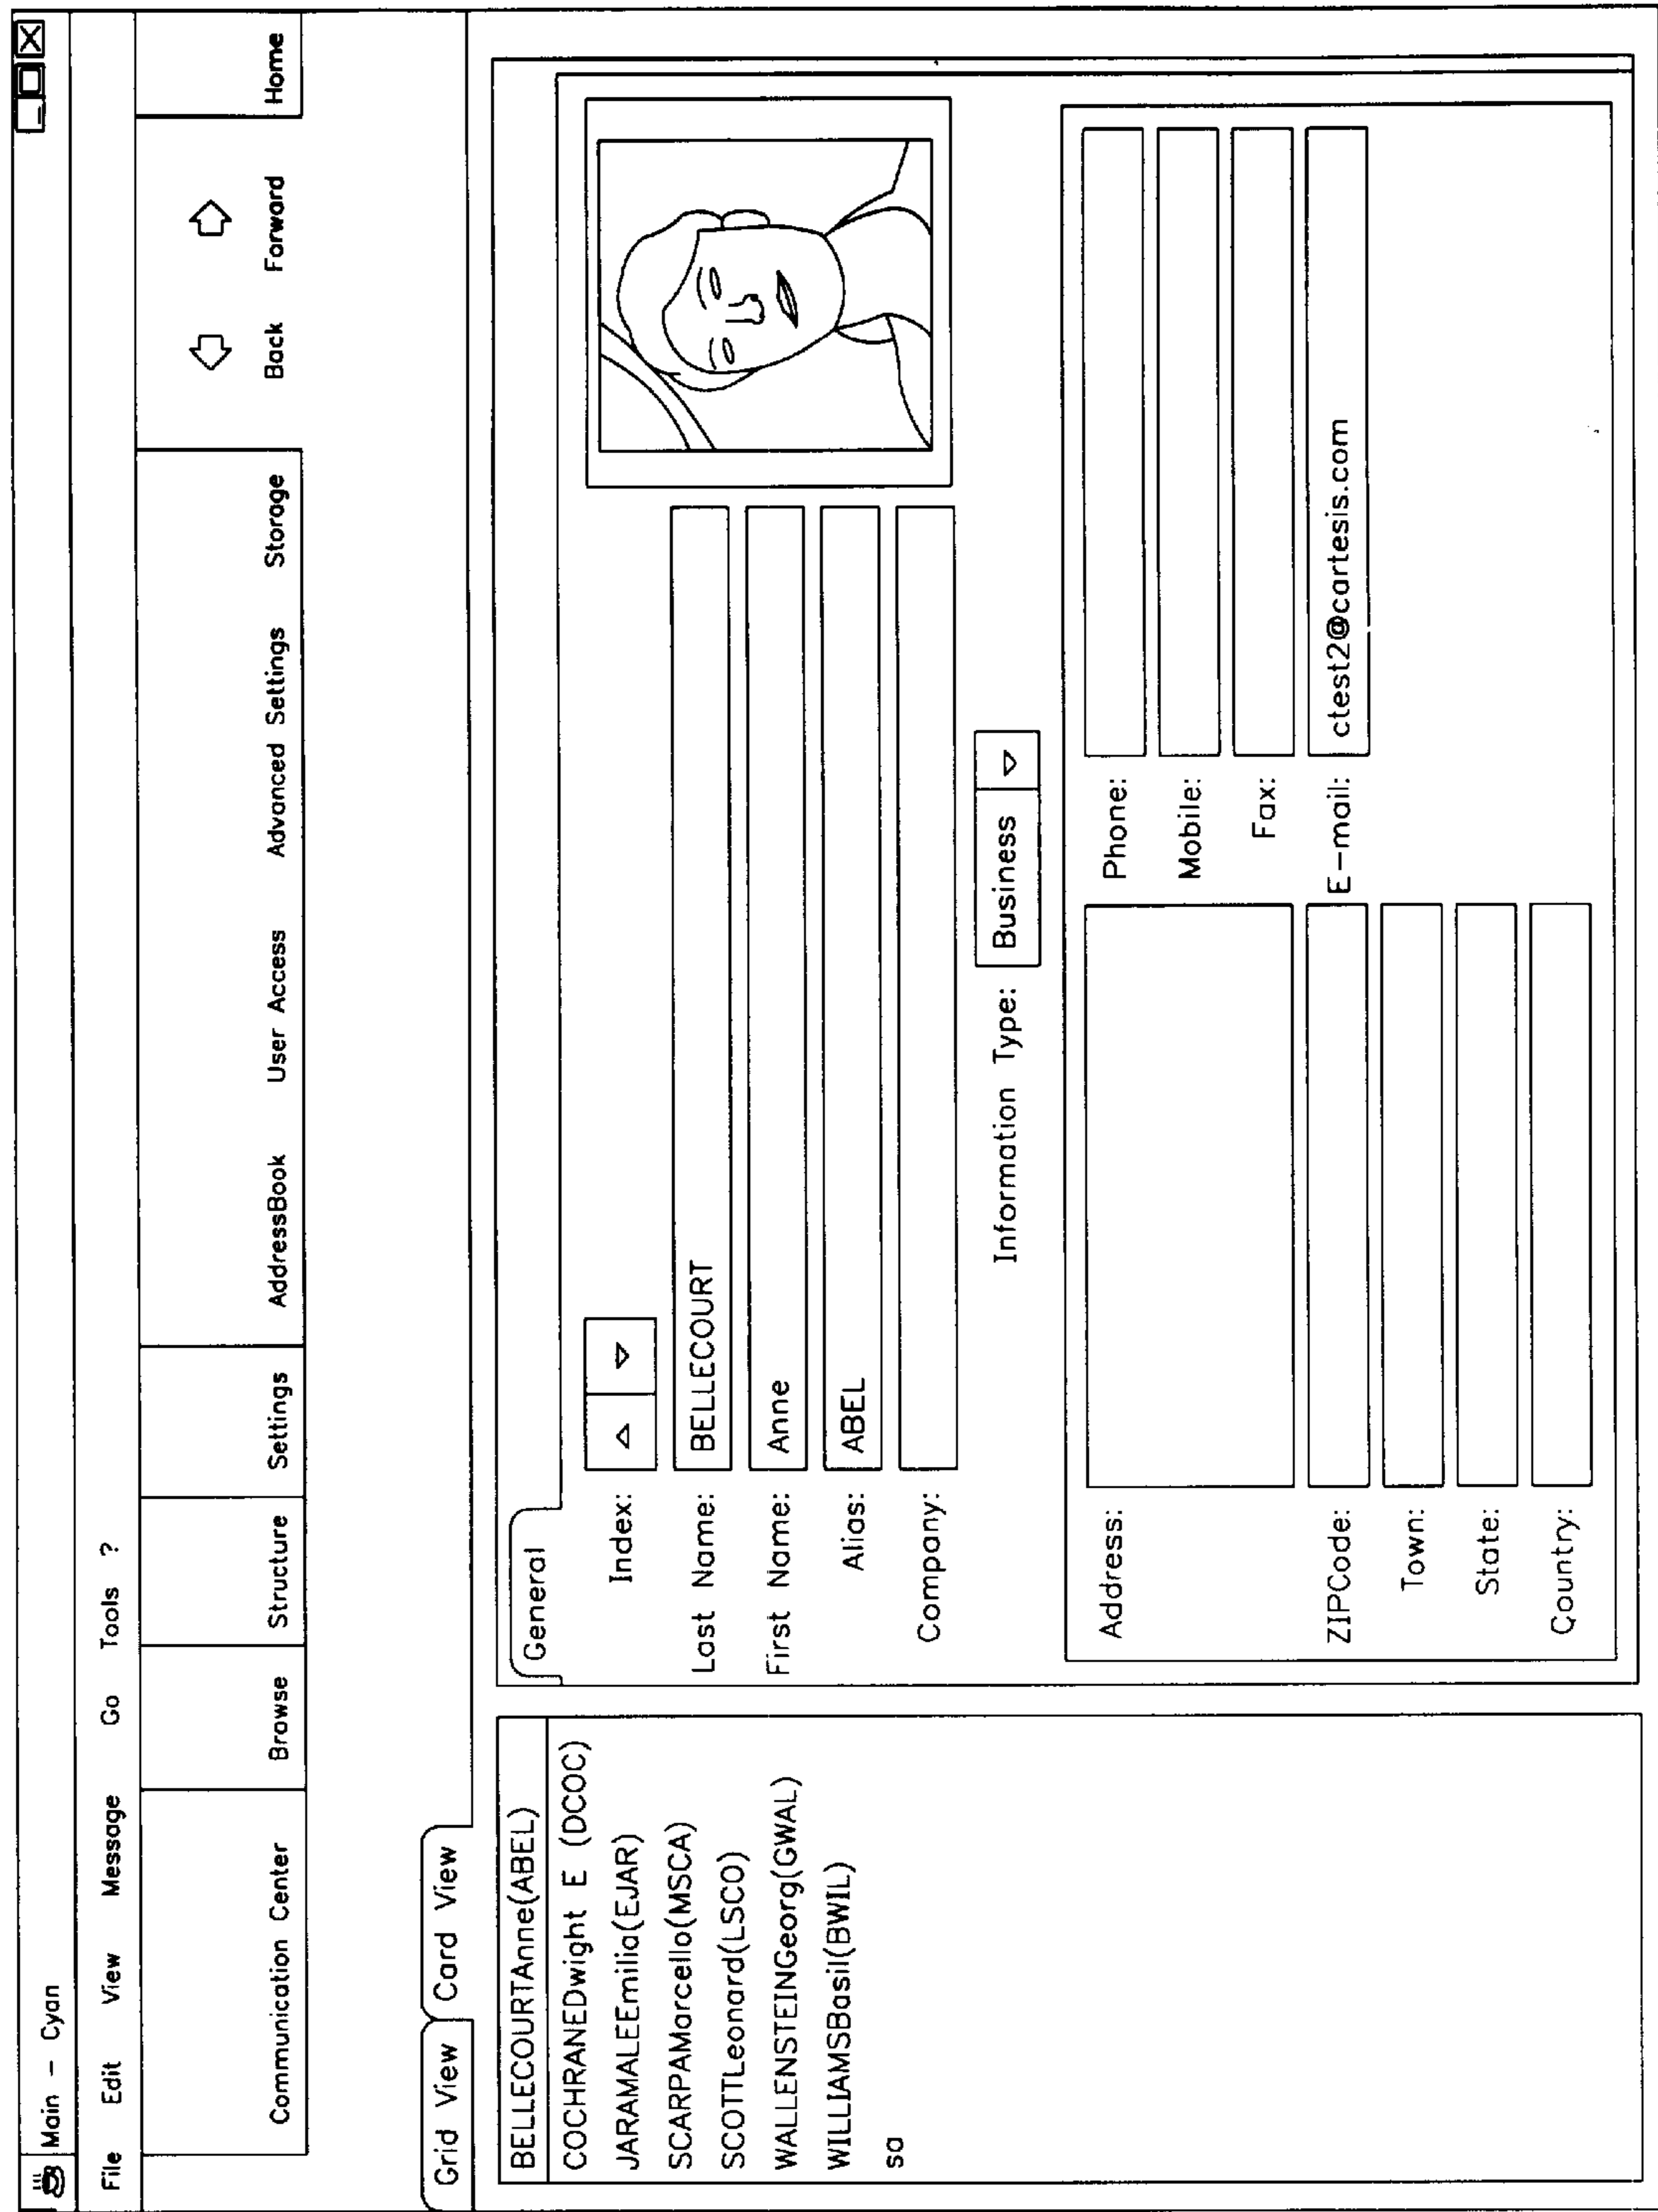 Main – Cyan
File Edit View Message Go Tools ?
Communication Center Browse Structure Settings AddressBook User Access Advanced Settings Storage Back Forward Home
Grid View Card View
BELLECOURTAnne(ABEL)
COCHRANEDwight E (DCOC)
JARAMALEEmilia(EJAR)
SCARPAMarcello(MSCA)
SCOTTLeonard(LSCO)
WALLENSTEINGeorg(GWAL)
WILLIAMSBasil(BWIL)
sa
General
Index:
Last Name: BELLECOURT
First Name: Anne
Alias: ABEL
Company:
Information Type: Business
Address:
ZIPCode:
Town:
State:
Country:
Phone:
Mobile:
Fax:
E-mail: ctest2@cartesis.com